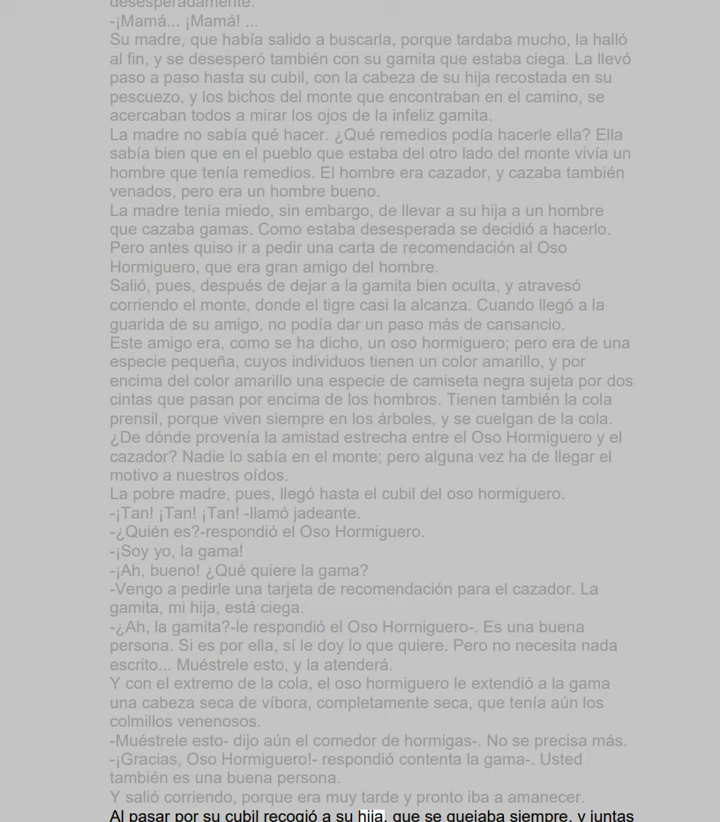 desesperadamente.
-¡Mamá... ¡Mamá! ...
Su madre, que había salido a buscarla, porque tardaba mucho, la halló
al fin, y se desesperó también con su gamita que estaba ciega. La llevó
paso a paso hasta su cubil, con la cabeza de su hija recostada en su
pescuezo, y los bichos del monte que encontraban en el camino, se
acercaban todos a mirar los ojos de la infeliz gamita.
La madre no sabía qué hacer. ¿Qué remedios podía hacerle ella? Ella
sabía bien que en el pueblo que estaba del otro lado del monte vivía un
hombre que tenía remedios. El hombre era cazador, y cazaba también
venados, pero era un hombre bueno.
La madre tenía miedo, sin embargo, de llevar a su hija a un hombre
que cazaba gamas. Como estaba desesperada se decidió a hacerlo.
Pero antes quiso ir a pedir una carta de recomendación al Oso
Hormiguero, que era gran amigo del hombre.
Salió, pues, después de dejar a la gamita bien oculta, y atravesó
corriendo el monte, donde el tigre casi la alcanza. Cuando llegó a la
guarida de su amigo, no podía dar un paso más de cansancio.
Este amigo era, como se ha dicho, un oso hormiguero; pero era de una
especie pequeña, cuyos individuos tienen un color amarillo, y por
encima del color amarillo una especie de camiseta negra sujeta por dos
cintas que pasan por encima de los hombros. Tienen también la cola
prensil, porque viven siempre en los árboles, y se cuelgan de la cola.
¿De dónde provenía la amistad estrecha entre el Oso Hormiguero y el
cazador? Nadie lo sabía en el monte; pero alguna vez ha de llegar el
motivo a nuestros oídos.
La pobre madre, pues, llegó hasta el cubil del oso hormiguero.
-¡Tan! ¡Tan! ¡Tan! -llamó jadeante.
-¿Quién es?-respondió el Oso Hormiguero.
-¡Soy yo, la gama!
-¡Ah, bueno! ¿Qué quiere la gama?
-Vengo a pedirle una tarjeta de recomendación para el cazador. La
gamita, mi hija, está ciega.
-¿Ah, la gamita?-le respondió el Oso Hormiguero-. Es una buena
persona. Si es por ella, sí le doy lo que quiere. Pero no necesita nada
escrito... Muéstrele esto, y la atenderá.
Y con el extremo de la cola, el oso hormiguero le extendió a la gama
una cabeza seca de víbora, completamente seca, que tenía aún los
colmillos venenosos.
-Muéstrele esto- dijo aún el comedor de hormigas-. No se precisa más.
-¡Gracias, Oso Hormiguero!- respondió contenta la gama-. Usted
también es una buena persona.
Y salió corriendo, porque era muy tarde y pronto iba a amanecer.
Al pasar por su cubil recogió a su hija, que se quejaba siempre, y juntas